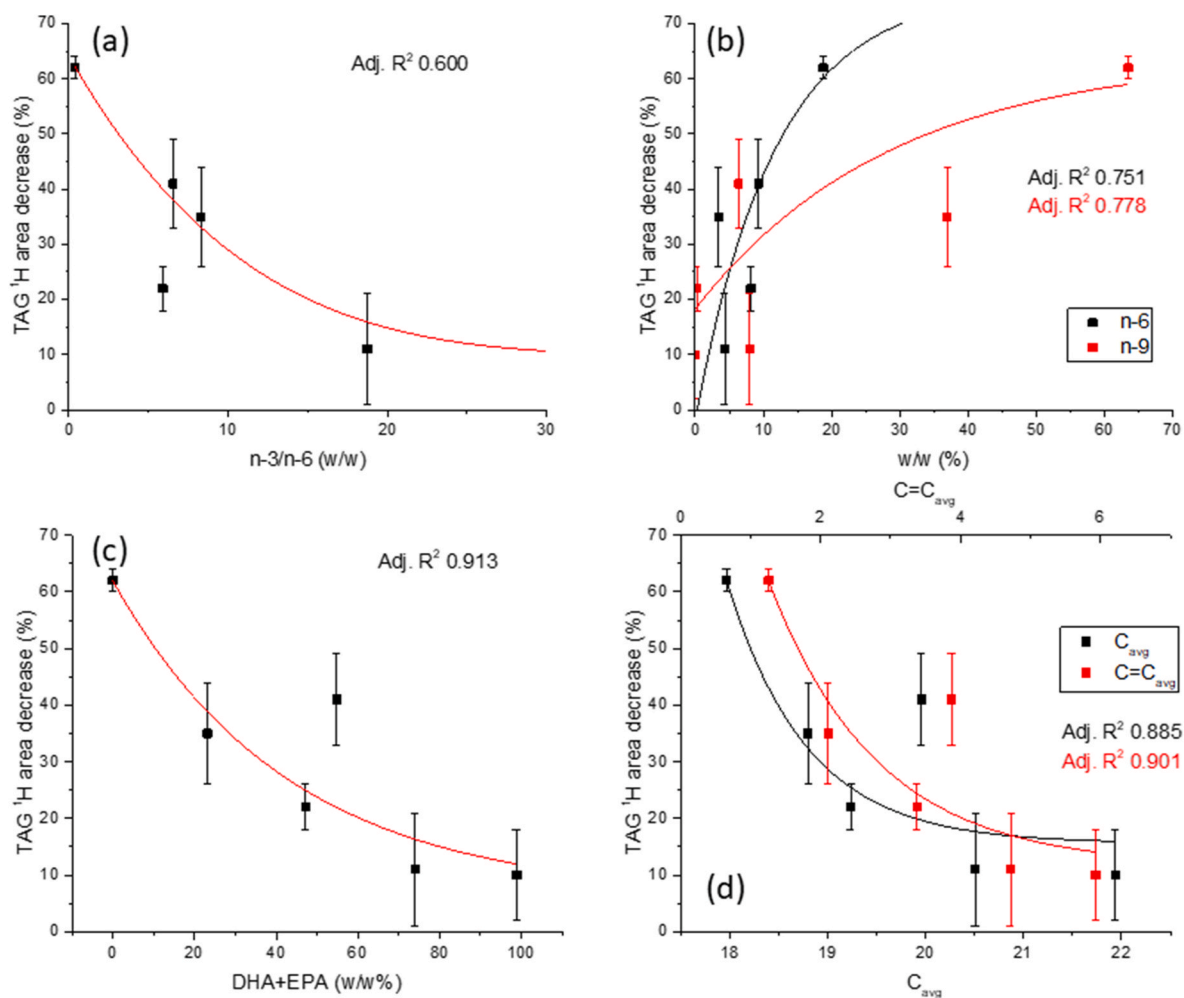 (a)
Adj. R² 0.600
TAG ¹H area decrease (%)
70
60
50
40
30
20
10
0
0 10 20 30
n-3/n-6 (w/w)
(b)
Adj. R² 0.751
Adj. R² 0.778
n-6
n-9
TAG ¹H area decrease (%)
70
60
50
40
30
20
10
0
0 10 20 30 40 50 60 70
w/w (%)
(c)
Adj. R² 0.913
TAG ¹H area decrease (%)
70
60
50
40
30
20
10
0
0 20 40 60 80 100
DHA+EPA (w/w%)
C=C avg
0 2 4 6
C avg
C=C avg
Adj. R² 0.885
Adj. R² 0.901
(d)
TAG ¹H area decrease (%)
70
60
50
40
30
20
10
0
18 19 20 21 22
C avg